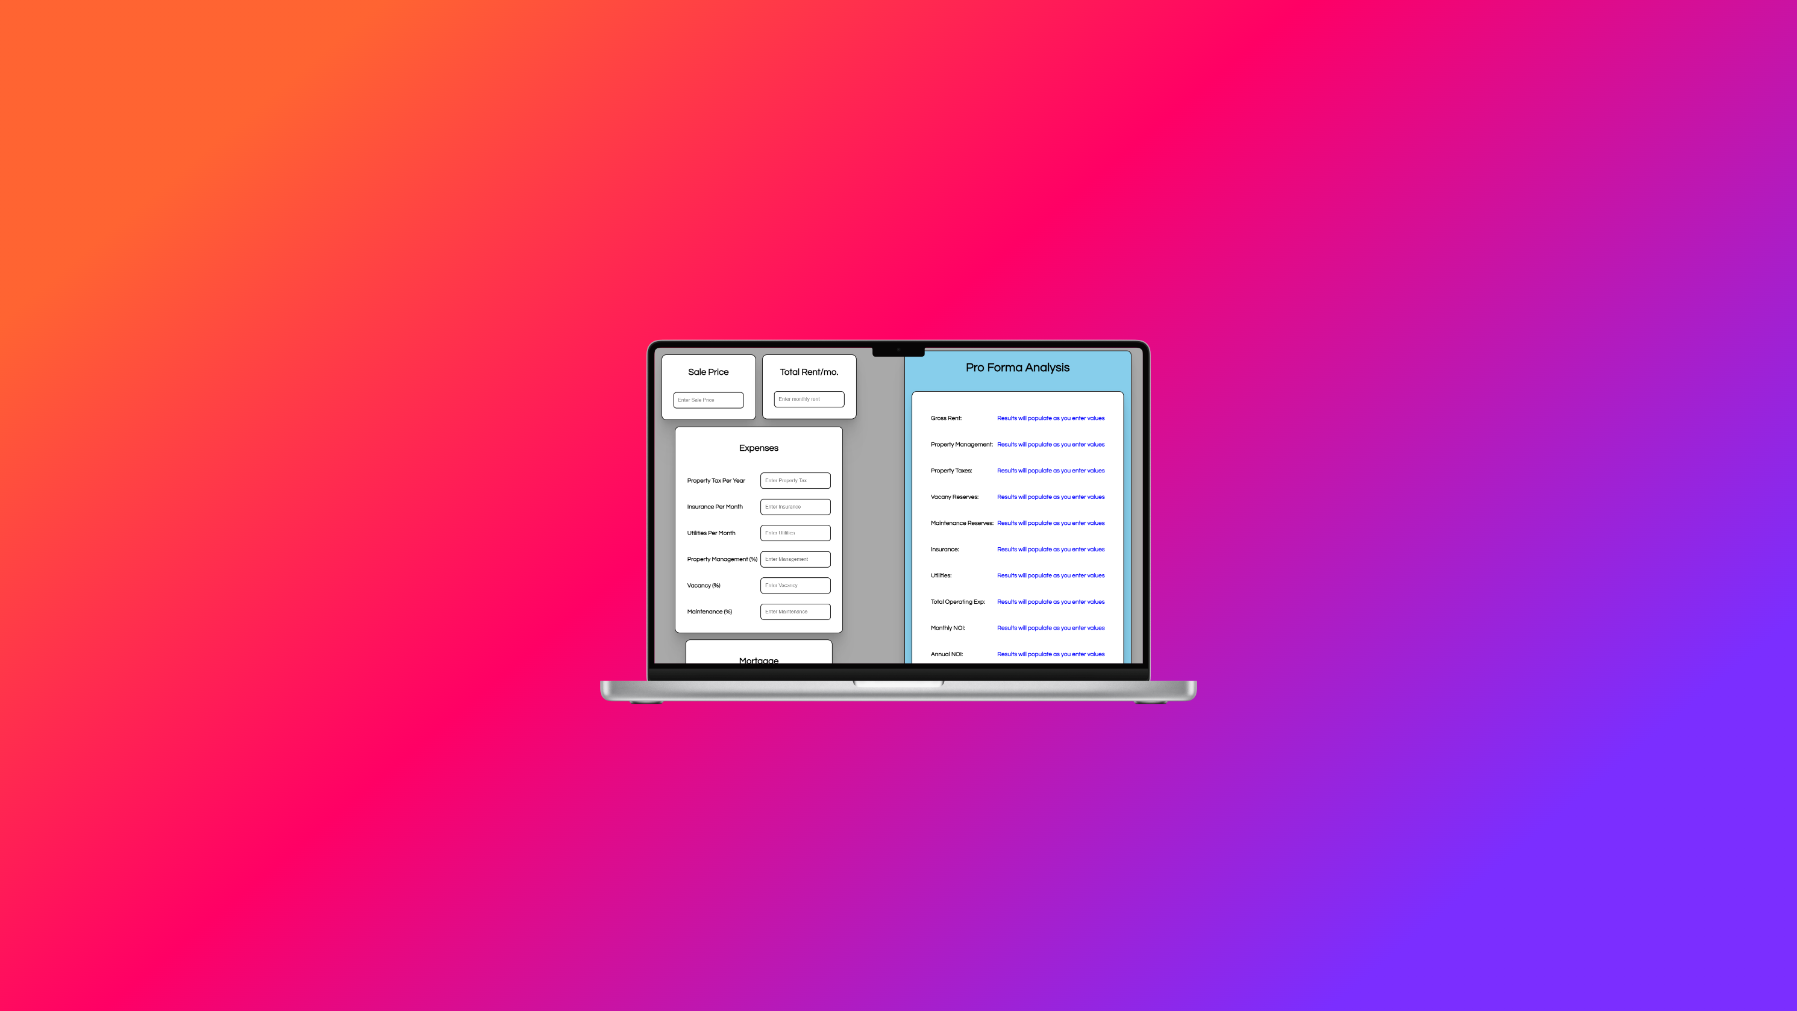 Sale Price
Enter Sale Price
Total Rent/mo.
Enter monthly rent
Expenses
Property Tax Per Year
Enter Property Tax
Insurance Per Month
Enter Insurance
Utilities Per Month
Enter Utilities
Property Management (%)
Enter Management
Vacancy (%)
Enter Vacancy
Maintenance (%)
Enter Maintenance
Mortgage
Pro Forma Analysis
Gross Rent: Results will populate as you enter values
Property Management: Results will populate as you enter values
Property Taxes: Results will populate as you enter values
Vacany Reserves: Results will populate as you enter values
Maintenance Reserves: Results will populate as you enter values
Insurance: Results will populate as you enter values
Utilities: Results will populate as you enter values
Total Operating Exp: Results will populate as you enter values
Monthly NOI: Results will populate as you enter values
Annual NOI: Results will populate as you enter values